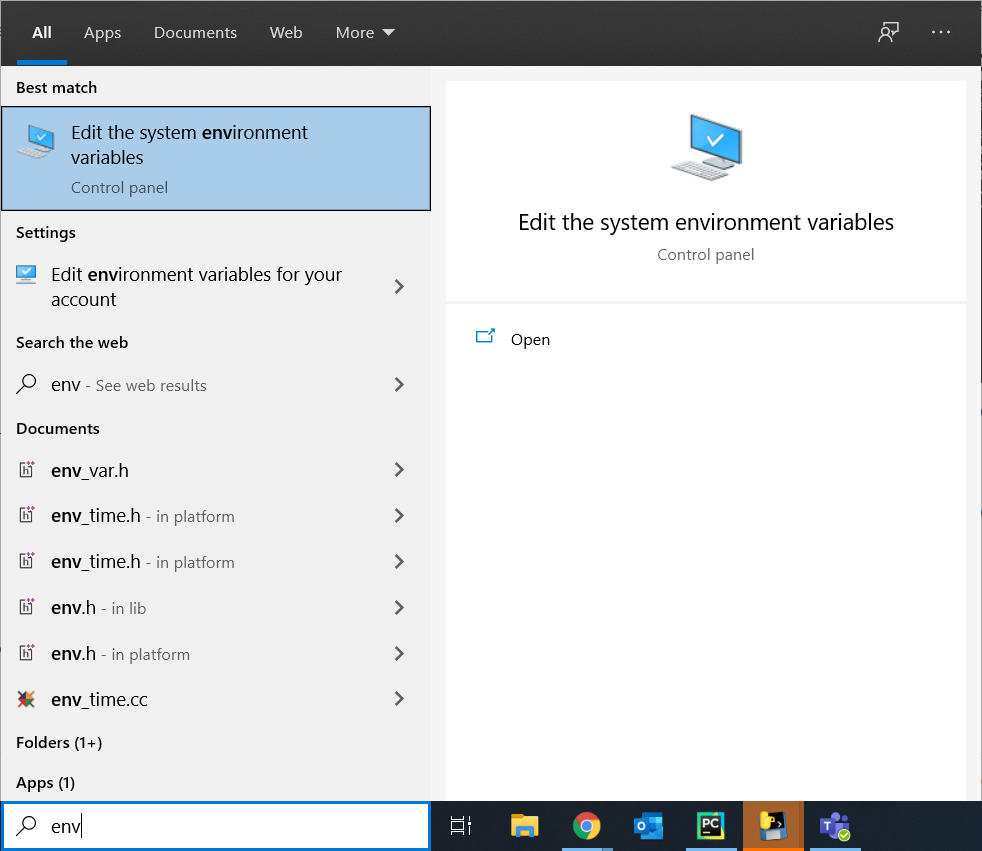 All Apps Documents Web More
Best match
Edit the system environment
variables
Control panel
Settings
Edit environment variables for your
account
Search the web
env - See web results
Documents
env_var.h
env_time.h - in platform
env_time.h - in platform
env.h - in lib
env.h - in platform
env_time.cc
Folders (1+)
Apps (1)
env
Edit the system environment variables
Control panel
Open